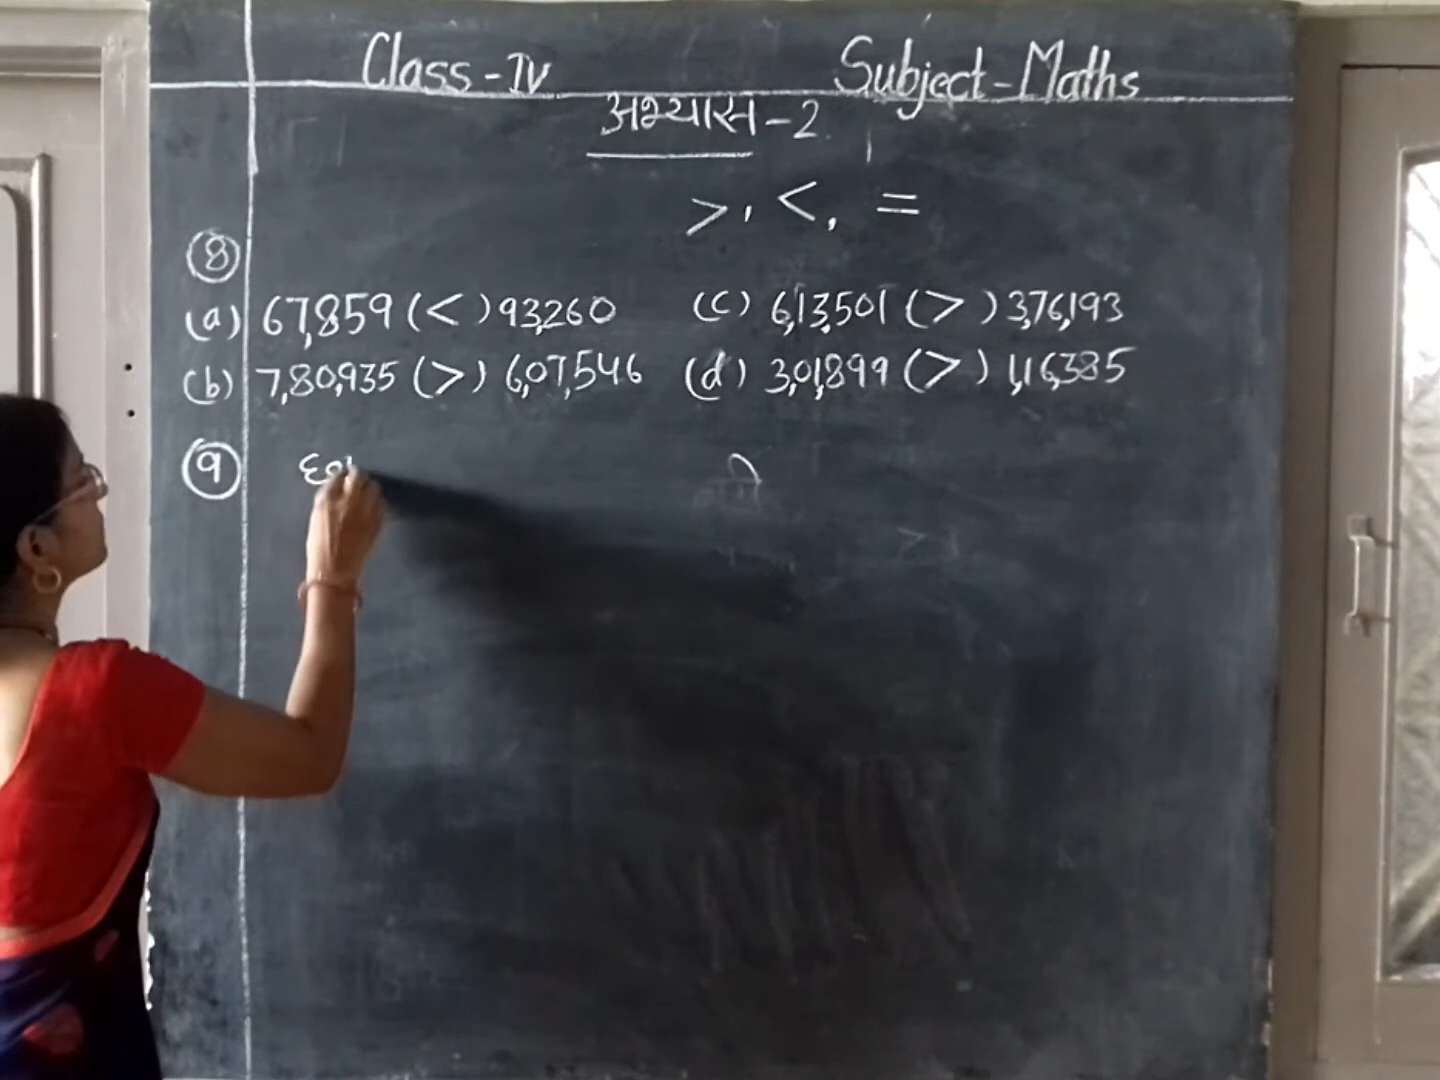 Class-IV Subject-Maths
अभ्यास-2.
>, <, =
8
(a) 67,859 (<) 93,260 (c) 6,13,501 (>) 3,76,193
(b) 7,80,935 (>) 6,07,546 (d) 3,01,899 (>) 1,16,385
9